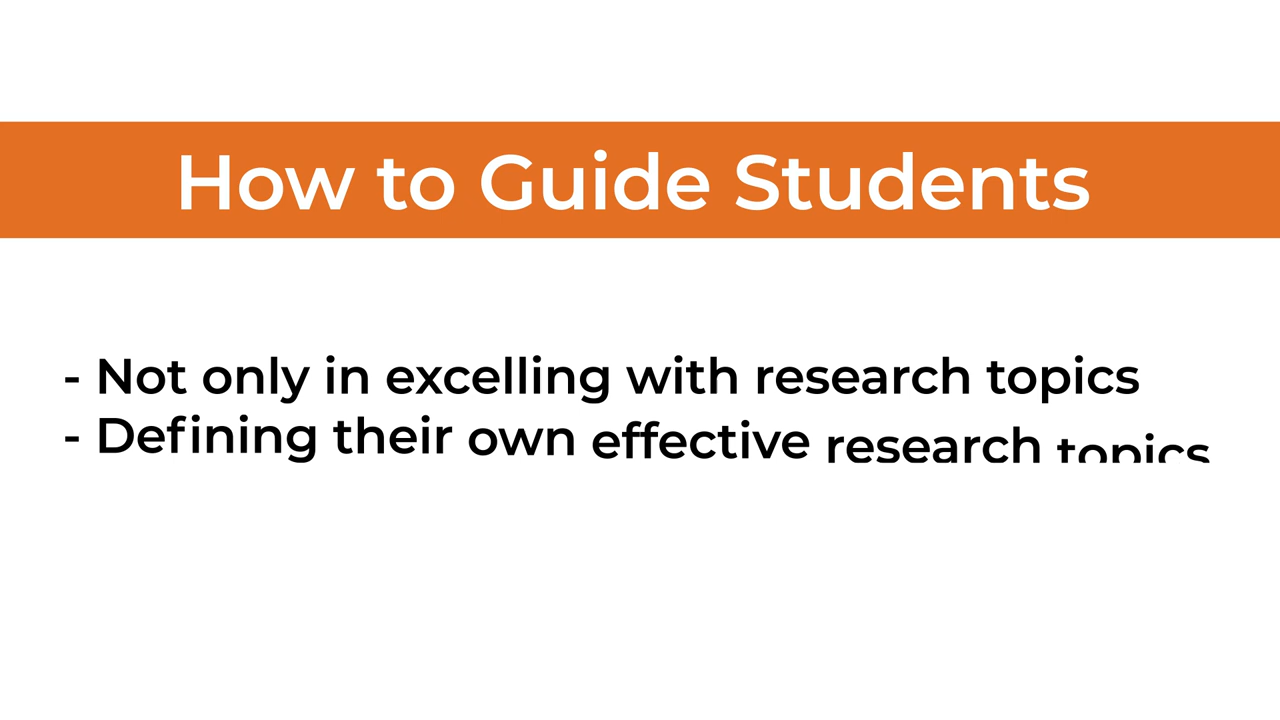 How to Guide Students
- Not only in excelling with research topics
- Defining their own effective research topics